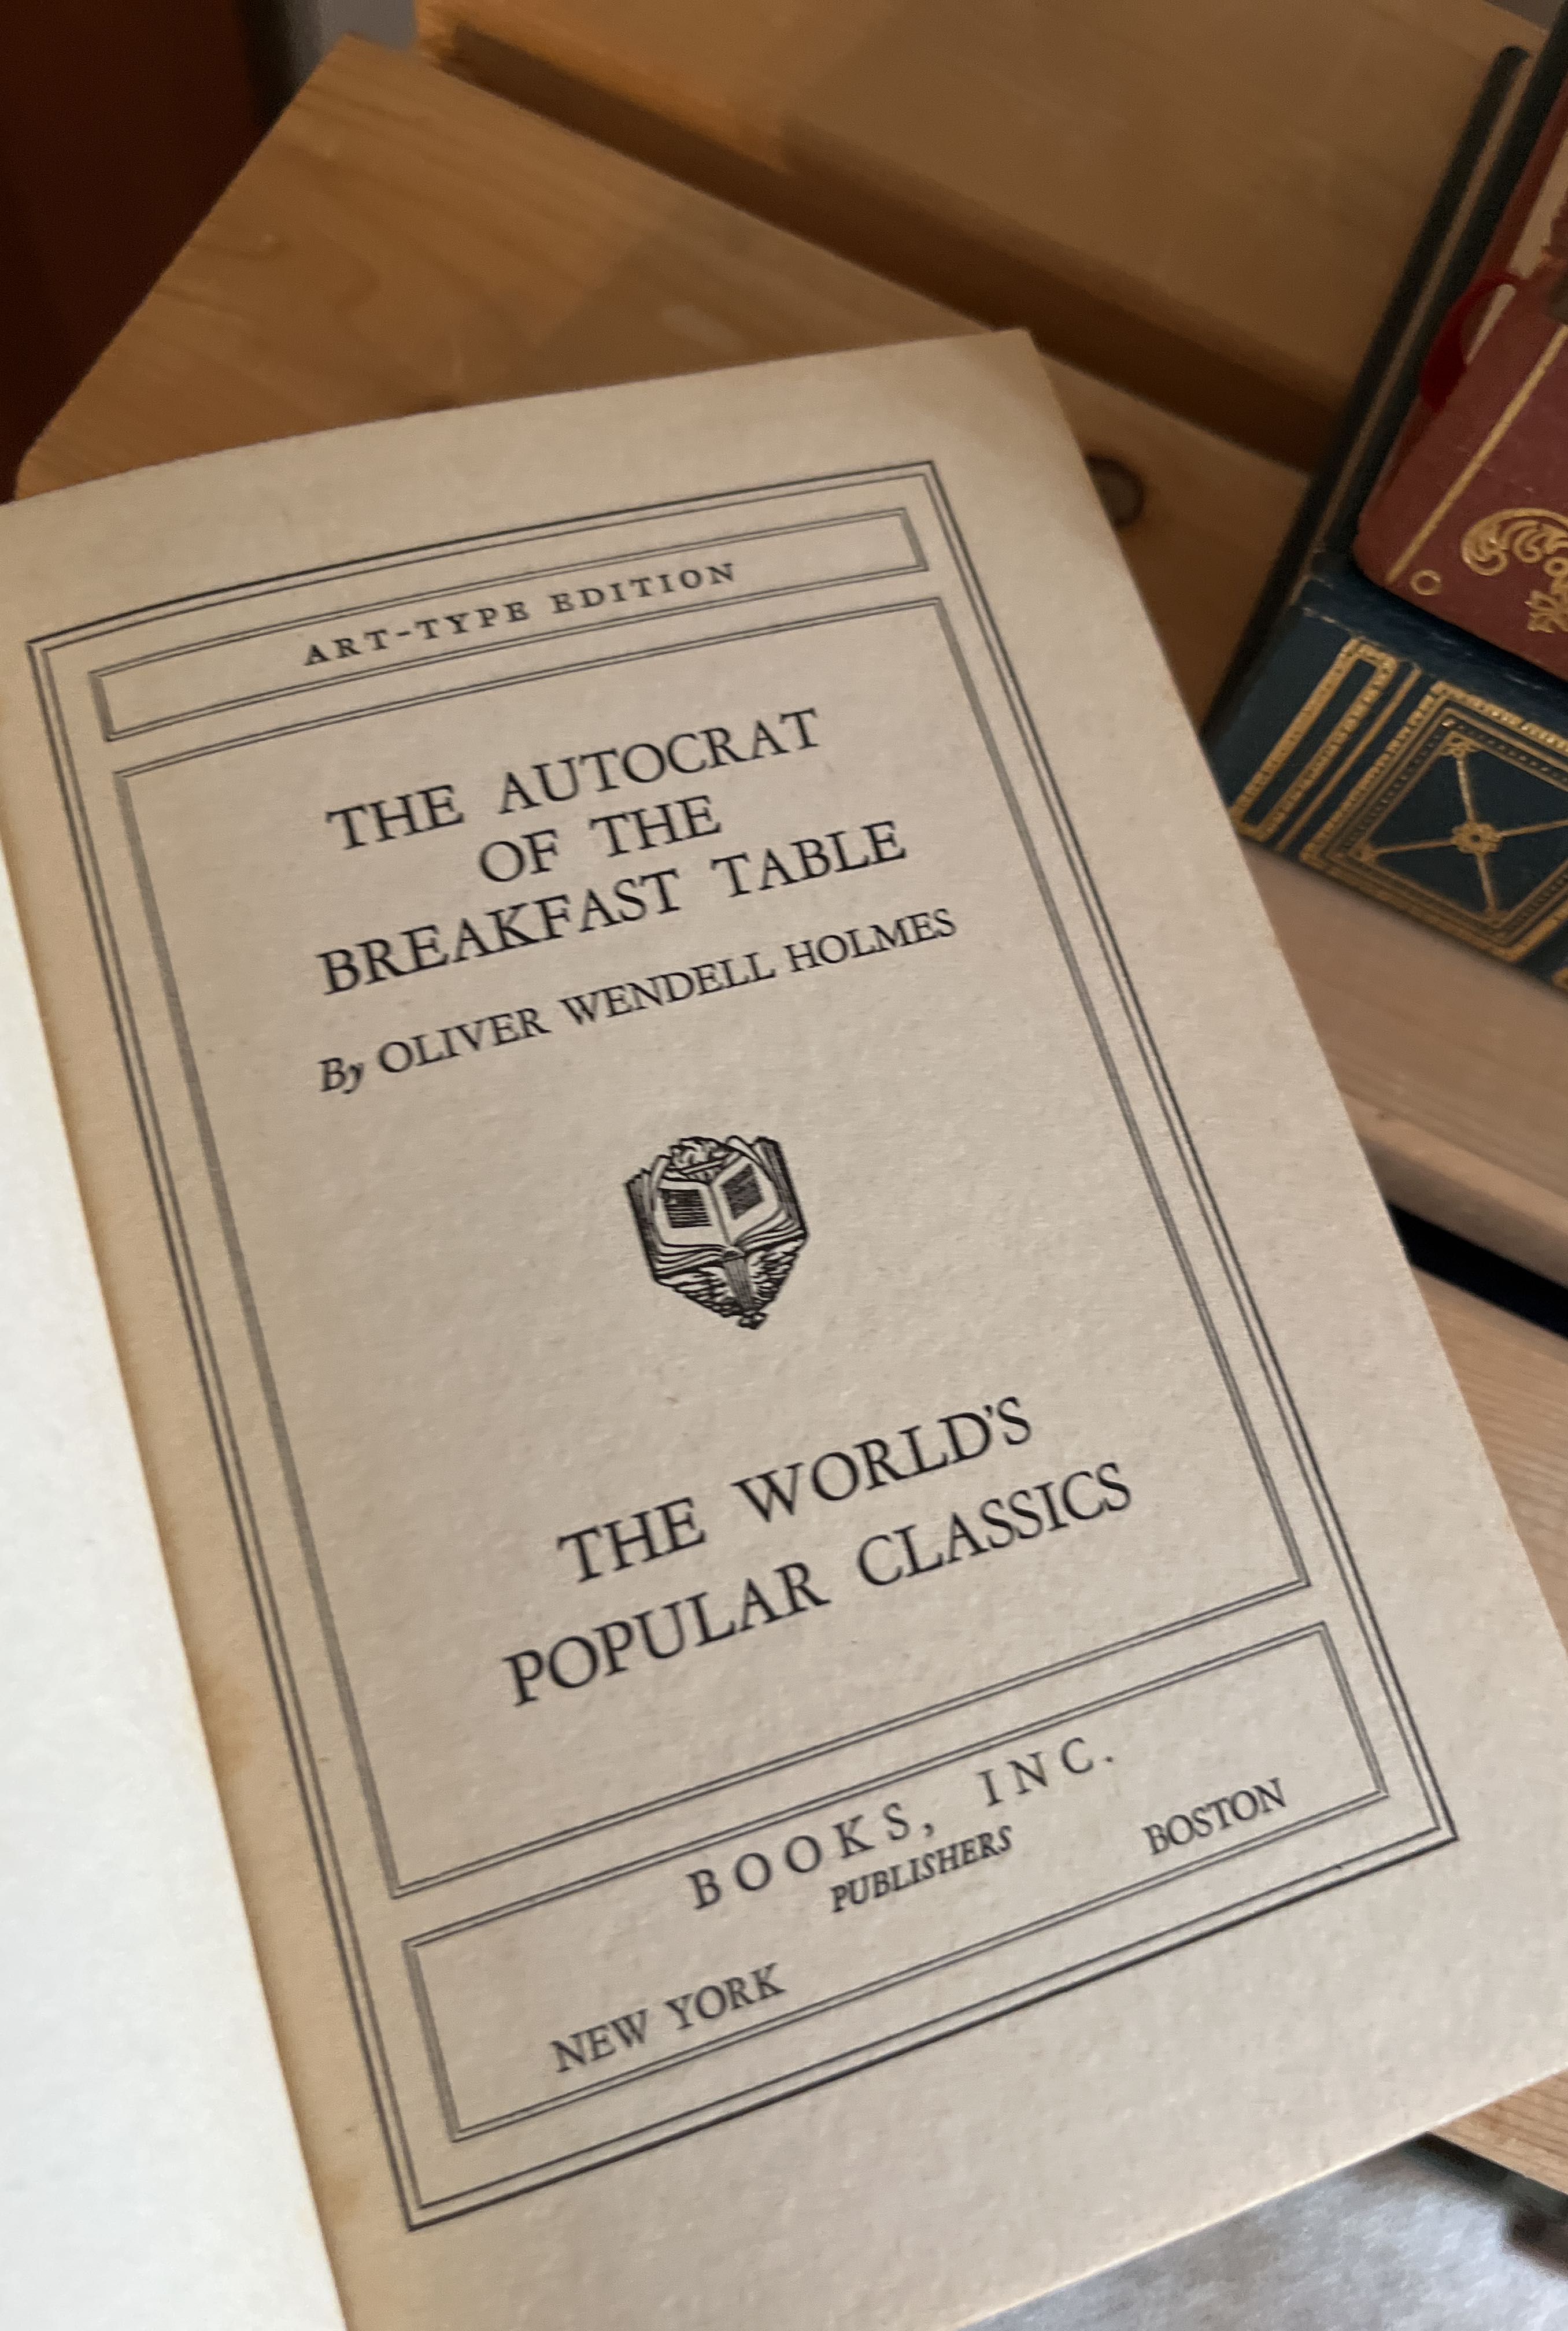 ART-TYPE EDITION
THE AUTOCRAT
OF THE
BREAKFAST TABLE
By OLIVER WENDELL HOLMES
THE WORLD'S
POPULAR CLASSICS
BOOKS, INC.
PUBLISHERS
NEW YORK BOSTON